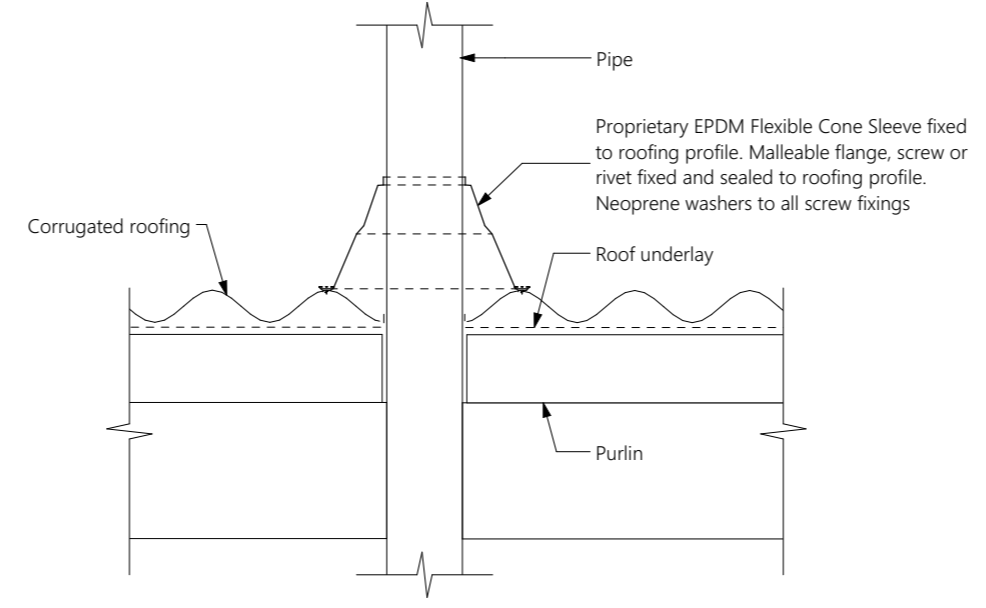 Pipe
Proprietary EPDM Flexible Cone Sleeve fixed
to roofing profile. Malleable flange, screw or
rivet fixed and sealed to roofing profile.
Neoprene washers to all screw fixings
Corrugated roofing
Roof underlay
Purlin